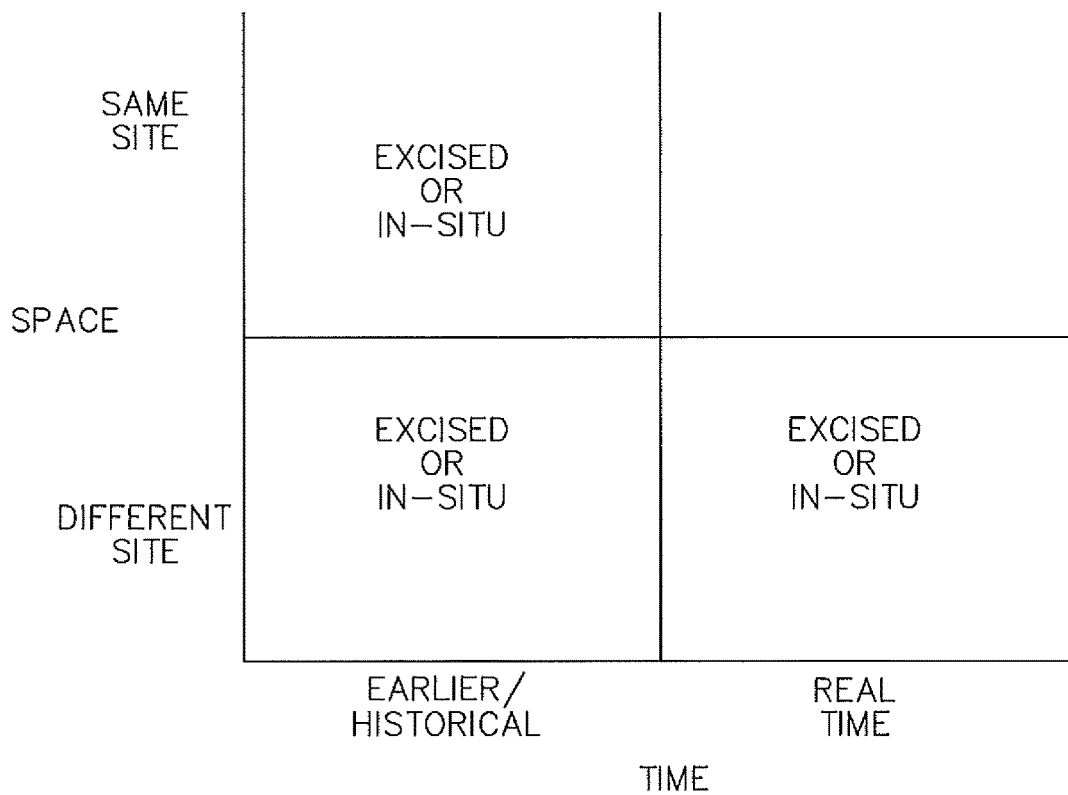 SAME
SITE
EXCISED
OR
IN-SITU
SPACE
EXCISED
OR
IN-SITU
EXCISED
OR
IN-SITU
DIFFERENT
SITE
EARLIER/
HISTORICAL
REAL
TIME
TIME